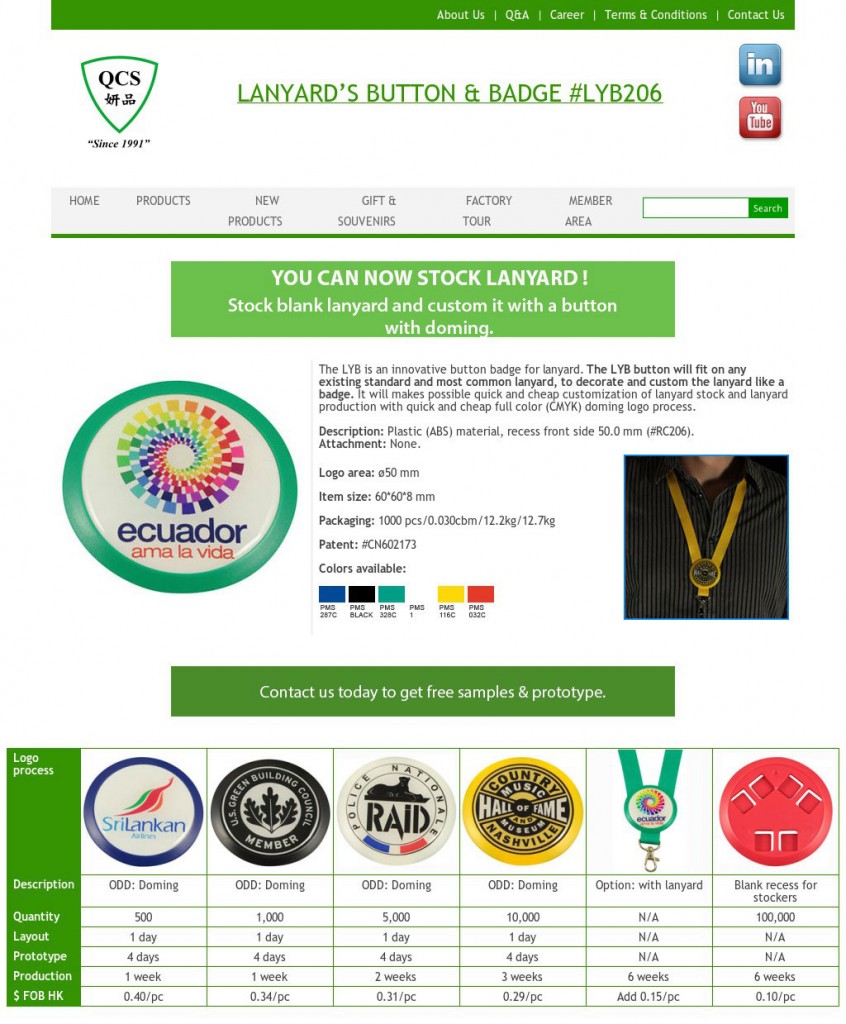 About Us | Q&A | Career | Terms & Conditions | Contact Us
QCS
妍品
“Since 1991”
LANYARD’S BUTTON & BADGE #LYB206
in
You
Tube
HOME PRODUCTS NEW PRODUCTS GIFT & SOUVENIRS FACTORY TOUR MEMBER AREA
Search
YOU CAN NOW STOCK LANYARD !
Stock blank lanyard and custom it with a button
with doming.
ecuador
ama la vida
The LYB is an innovative button badge for lanyard. The LYB button will fit on any
existing standard and most common lanyard, to decorate and custom the lanyard like a
badge. It will makes possible quick and cheap customization of lanyard stock and lanyard
production with quick and cheap full color (CMYK) doming logo process.
Description: Plastic (ABS) material, recess front side 50.0 mm (#RC206).
Attachment: None.
Logo area: ø50 mm
Item size: 60*60*8 mm
Packaging: 1000 pcs/0.030cbm/12.2kg/12.7kg
Patent: #CN602173
Colors available:
PMS 287C PMS BLACK PMS 328C PMS 1 PMS 116C PMS 032C
Contact us today to get free samples & prototype.
Logo process
SriLankan
Airlines
U.S. GREEN BUILDING COUNCIL
MEMBER
POLICE NATIONALE
RAID
COUNTRY
MUSIC
HALL OF FAME
AND
MUSEUM
NASHVILLE
ecuador
Description ODD: Doming ODD: Doming ODD: Doming ODD: Doming Option: with lanyard Blank recess for stockers
Quantity 500 1,000 5,000 10,000 N/A 100,000
Layout 1 day 1 day 1 day 1 day N/A N/A
Prototype 4 days 4 days 4 days 4 days N/A N/A
Production 1 week 1 week 2 weeks 3 weeks 6 weeks 6 weeks
$ FOB HK 0.40/pc 0.34/pc 0.31/pc 0.29/pc Add 0.15/pc 0.10/pc